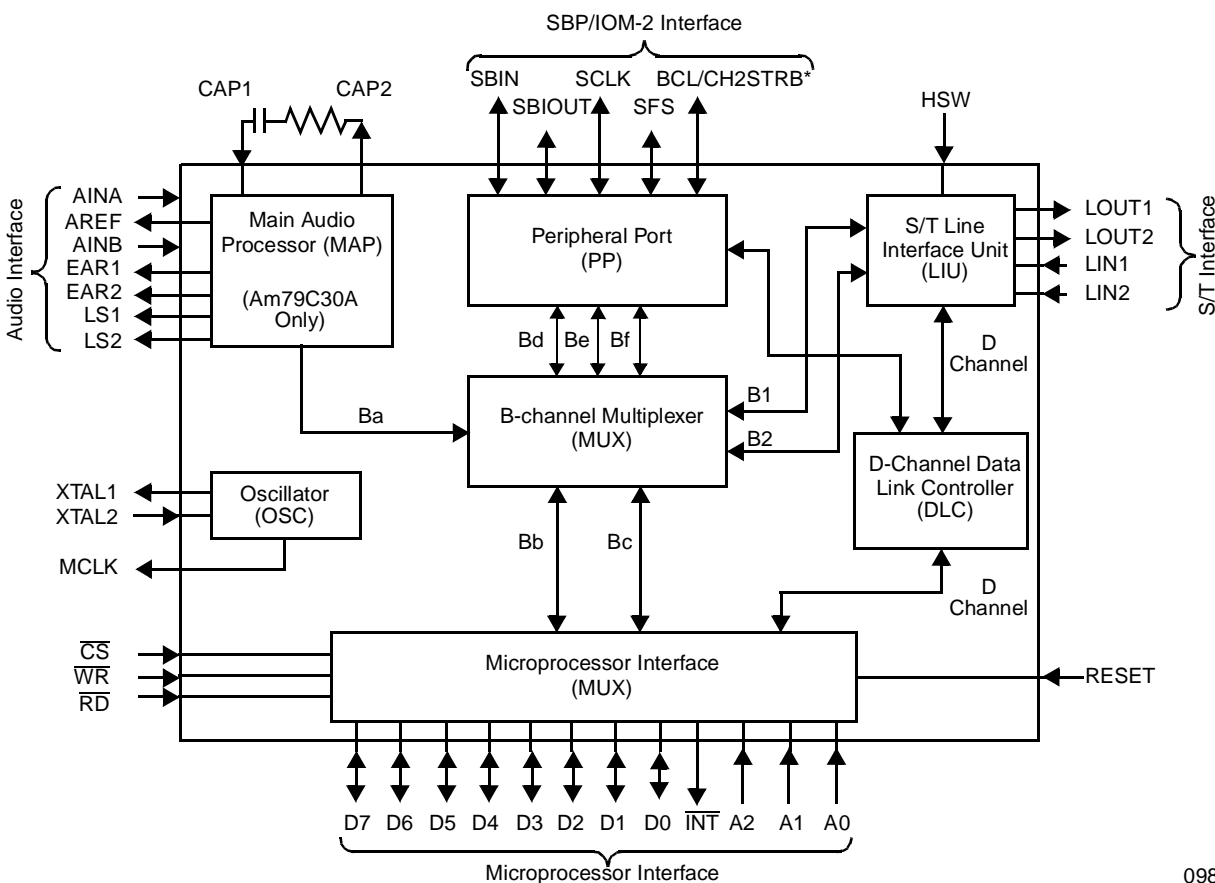 SBP/IOM-2 Interface
SBIN
SCLK
BCL/CH2STRB*
SBIOUT
SFS
CAP1
CAP2
HSW
Audio Interface
AINA
AREF
AINB
EAR1
EAR2
LS1
LS2
Main Audio
Processor (MAP)
(Am79C30A
Only)
Peripheral Port
(PP)
S/T Line
Interface Unit
(LIU)
LOUT1
LOUT2
LIN1
LIN2
S/T Interface
Bd
Be
Bf
D
Channel
Ba
B-channel Multiplexer
(MUX)
B1
B2
D-Channel Data
Link Controller
(DLC)
XTAL1
XTAL2
MCLK
Oscillator
(OSC)
Bb
Bc
D
Channel
CS
WR
RD
Microprocessor Interface
(MUX)
RESET
D7 D6 D5 D4 D3 D2 D1 D0 INT A2 A1 A0
Microprocessor Interface
098